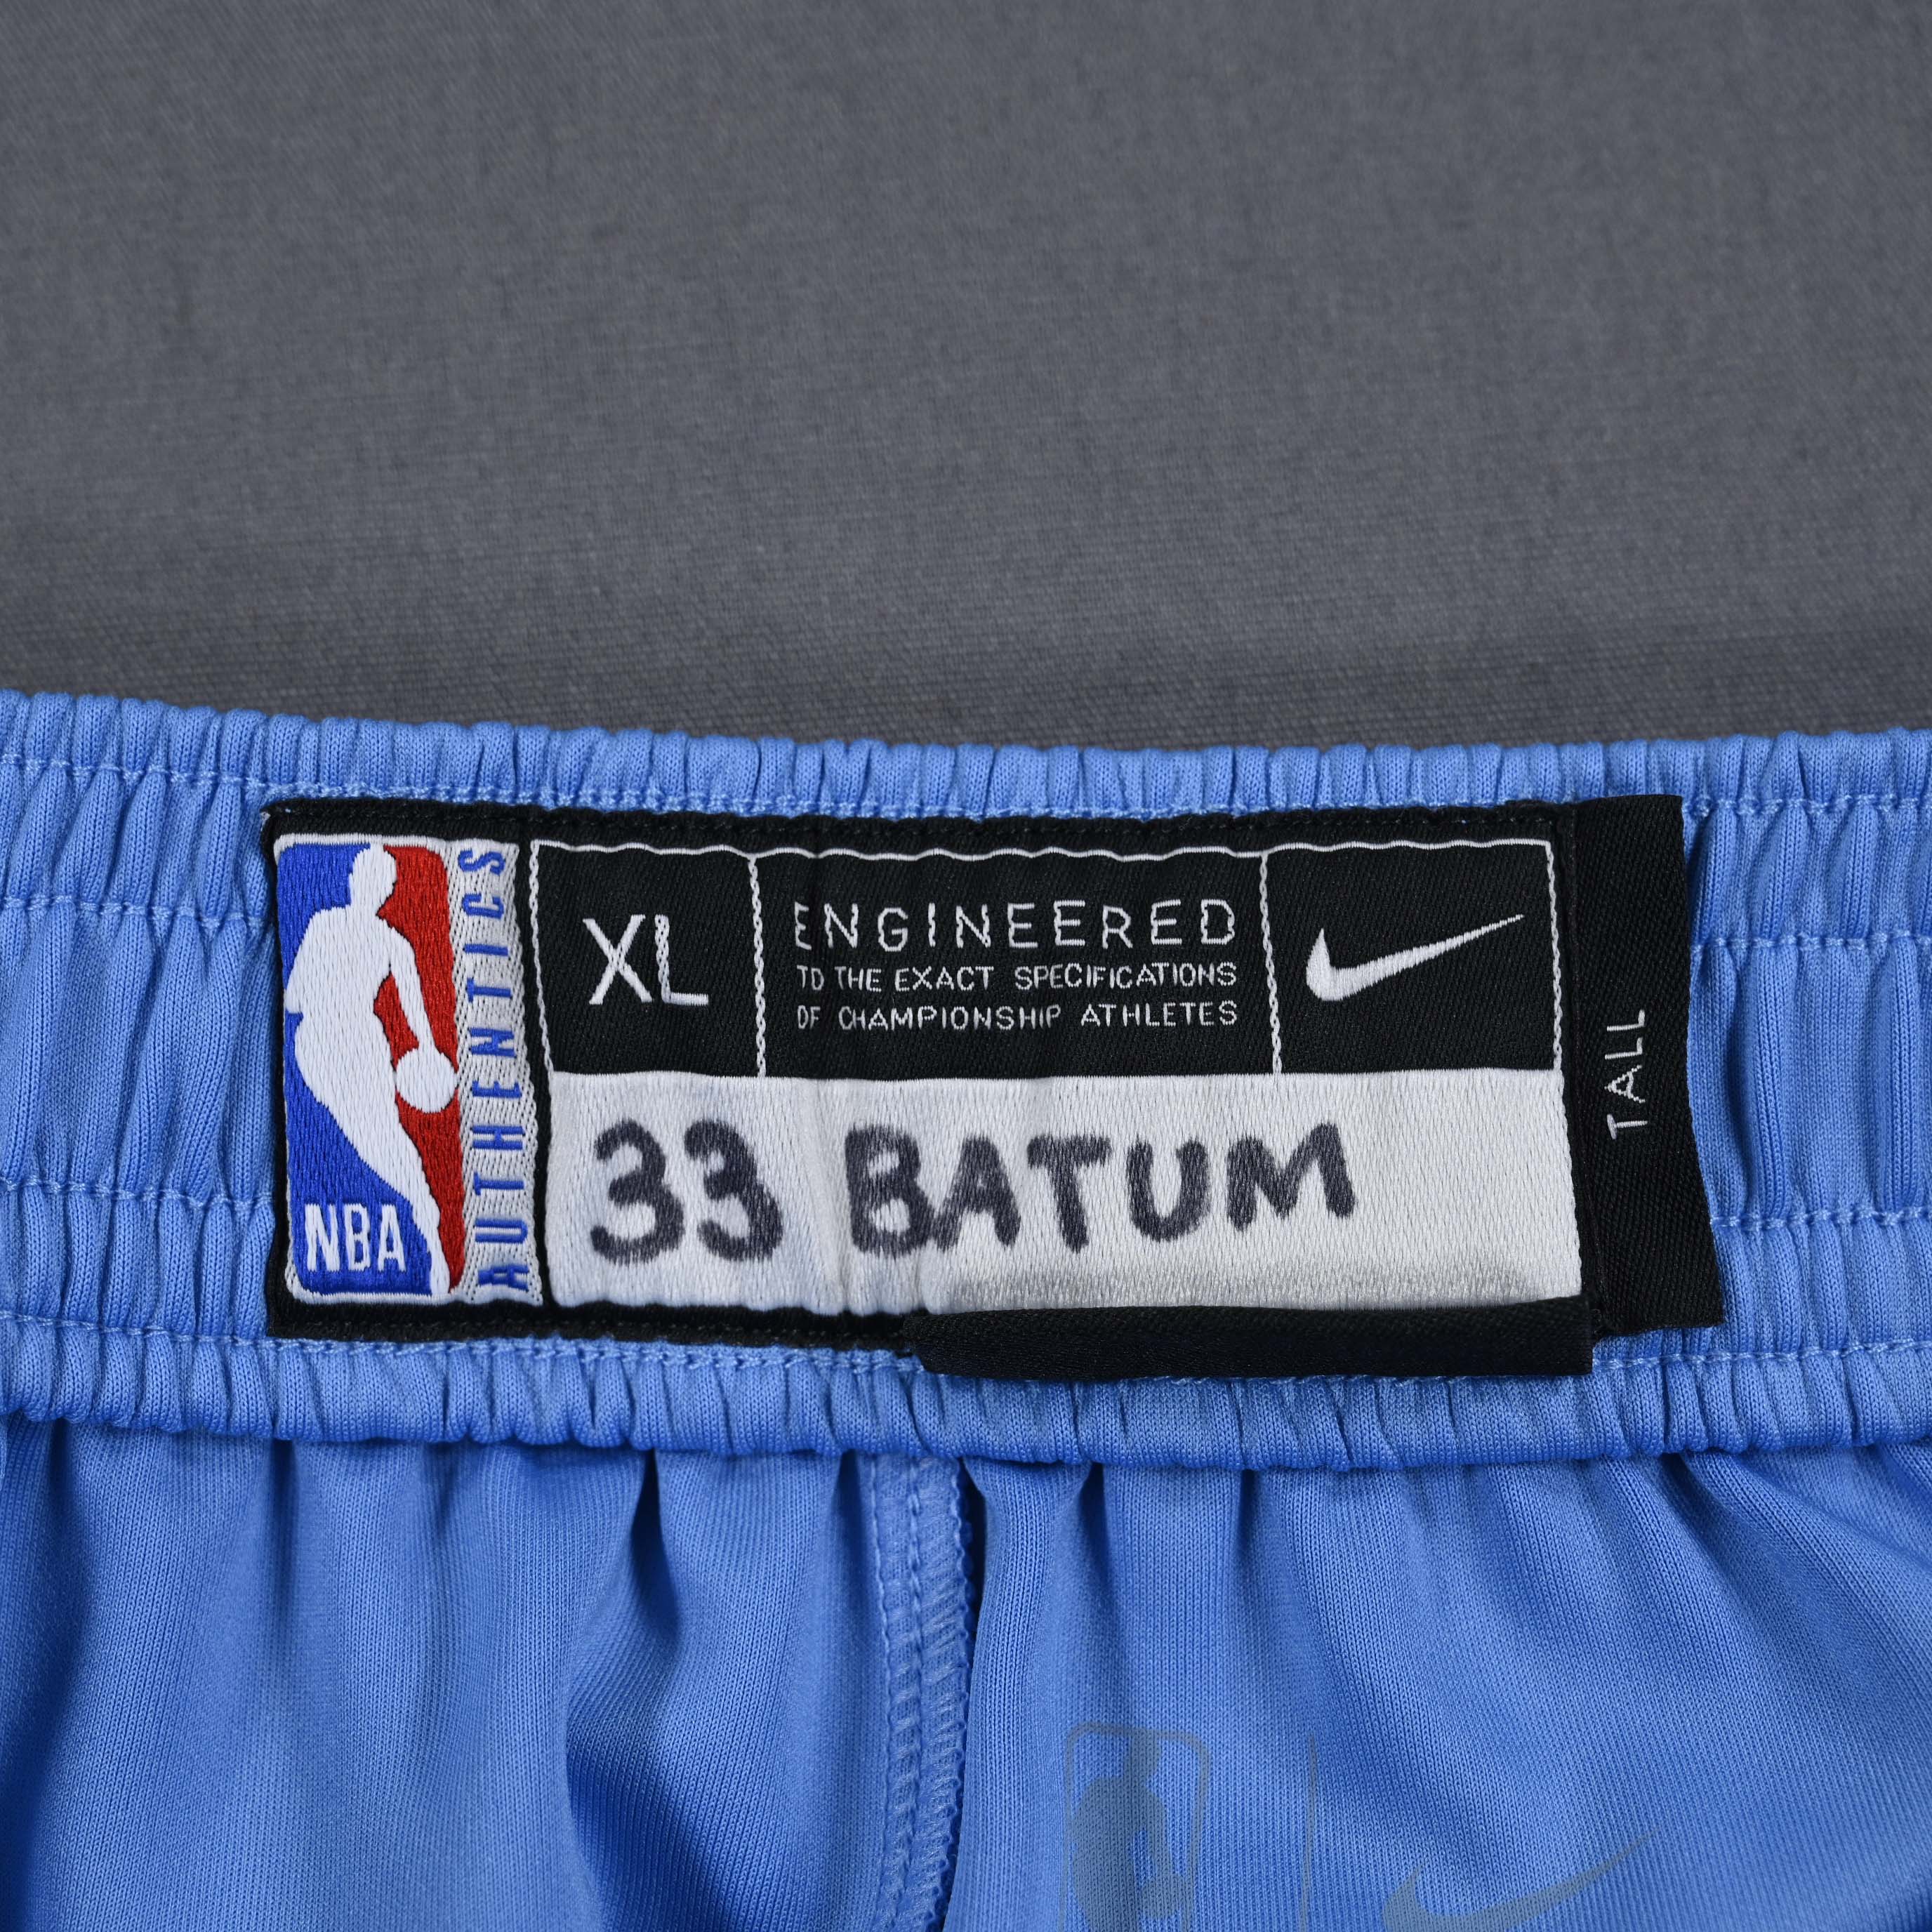 NBA
AUTHENTICS
XL
ENGINEERED
TO THE EXACT SPECIFICATIONS
OF CHAMPIONSHIP ATHLETES
33 BATUM
TALL